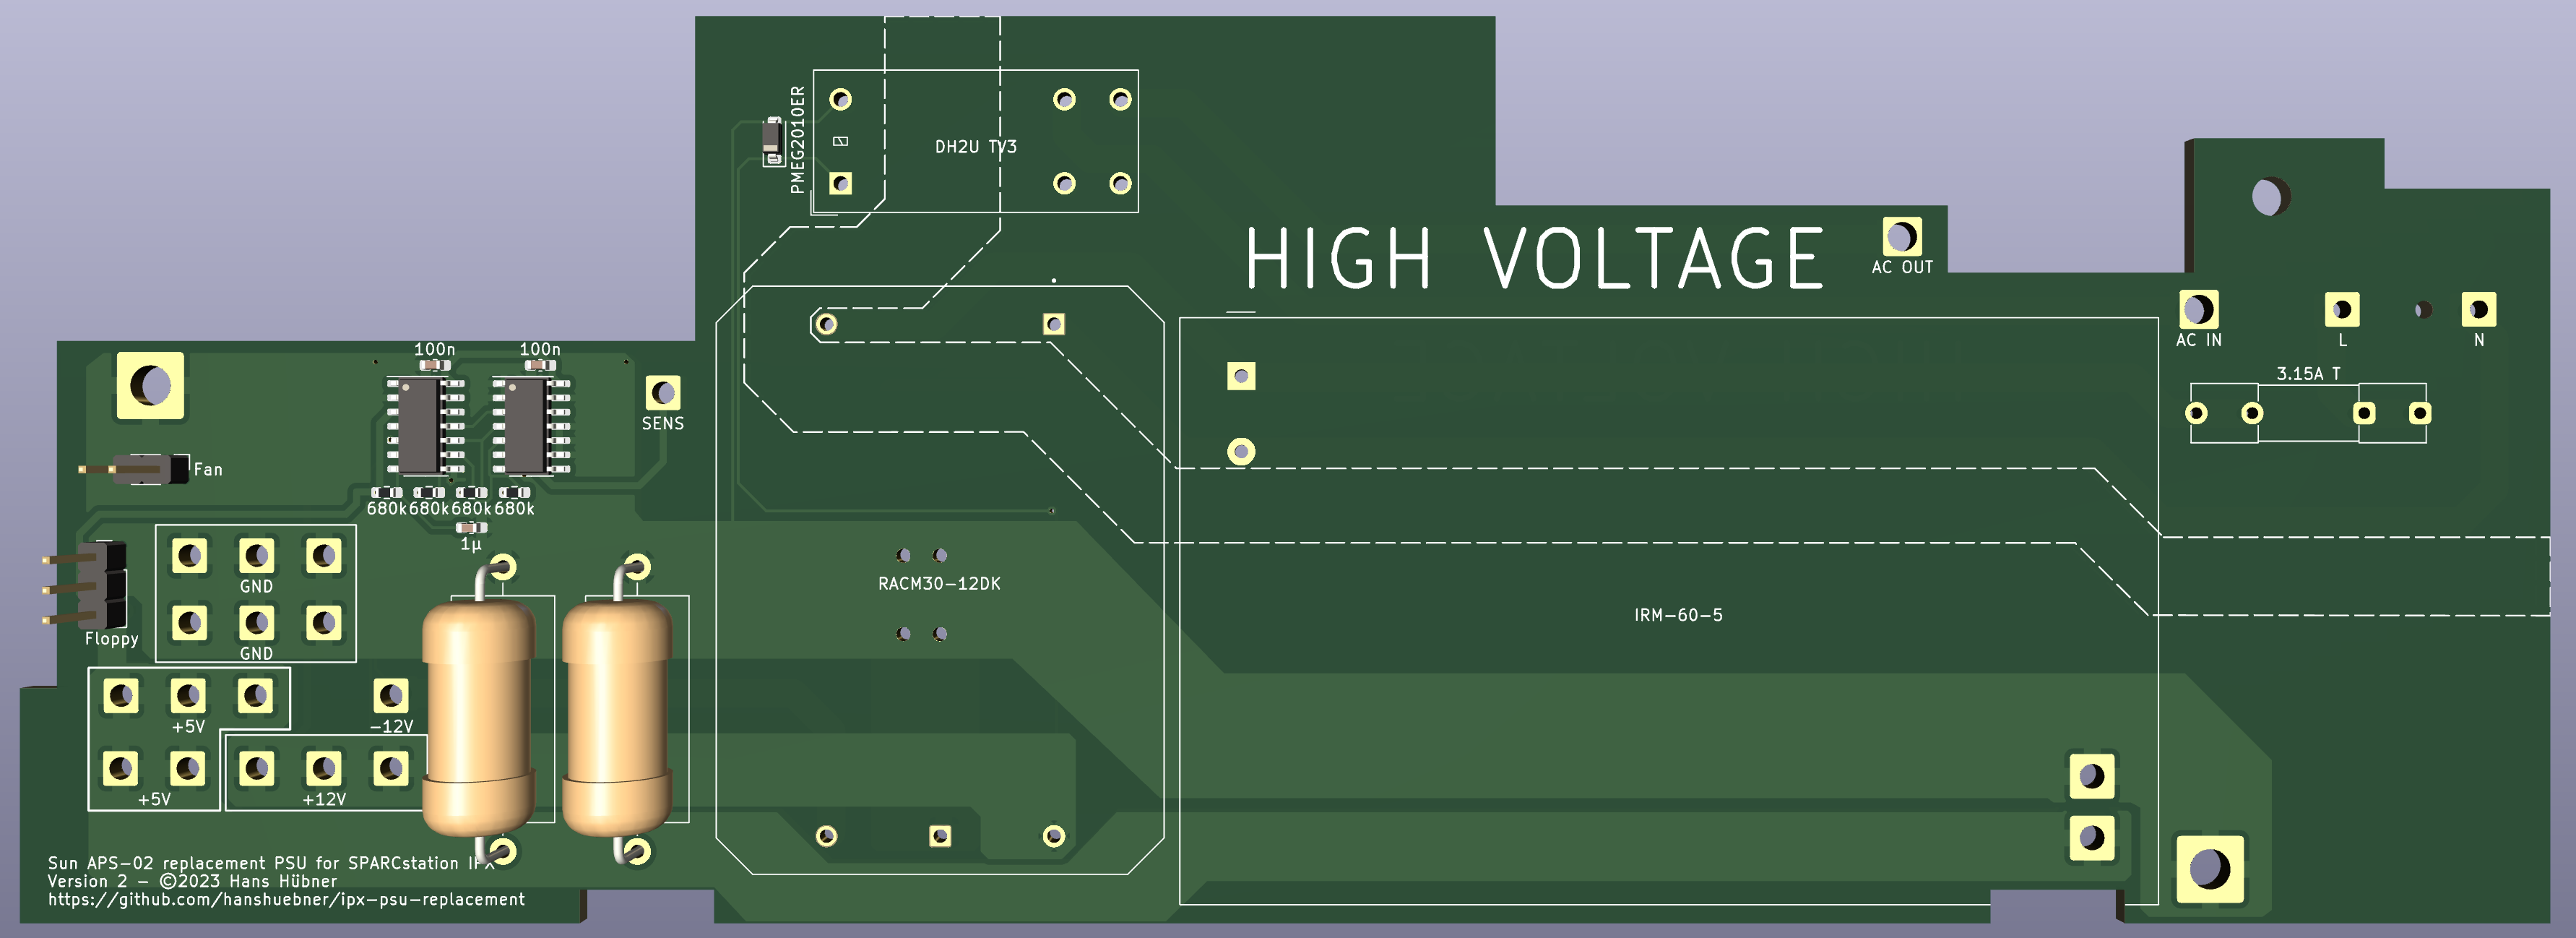 PMEG2010ER
DH2U TV3
HIGH VOLTAGE
AC OUT
AC IN
L
N
3.15A T
100n
100n
SENS
Fan
680k
680k
680k
680k
1µ
GND
GND
Floppy
RACM30-12DK
IRM-60-5
+5V
-12V
+5V
+12V
Sun APS-02 replacement PSU for SPARCstation IPX
Version 2 - ©2023 Hans Hübner
https://github.com/hanshuebner/ipx-psu-replacement